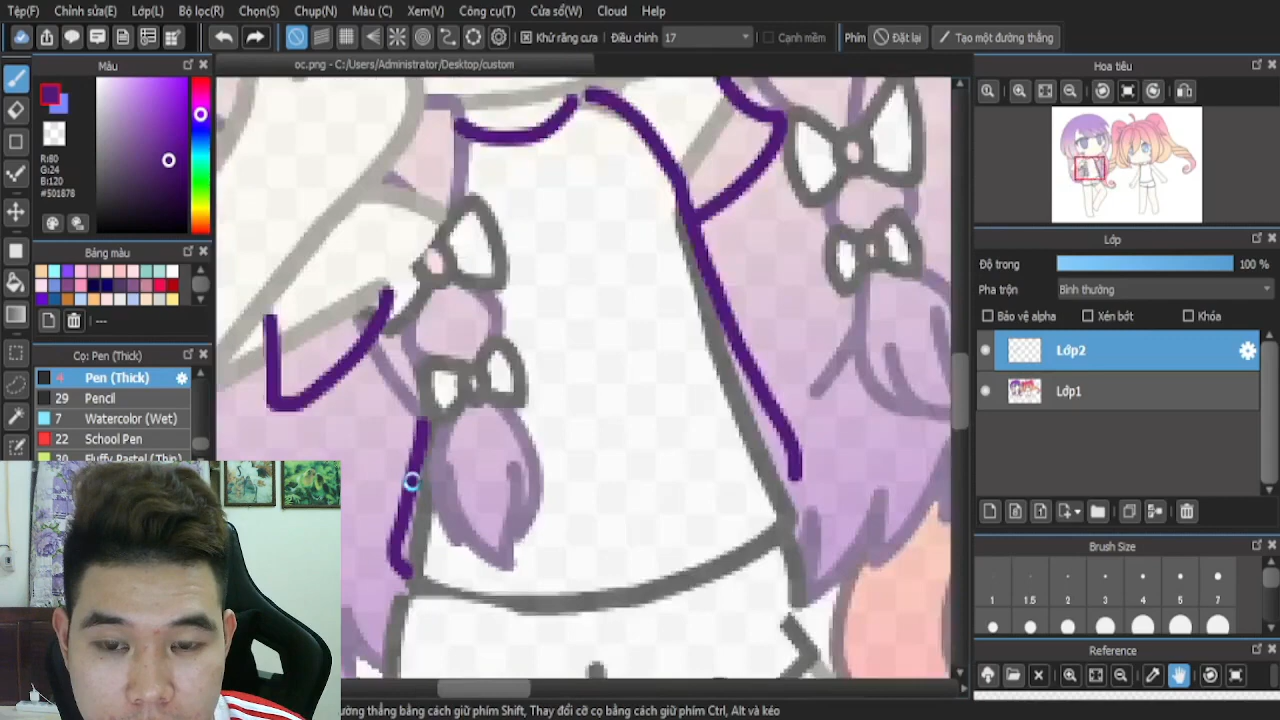 Tệp(F) Chỉnh sửa(E) Lớp(L) Bộ lọc(R) Chọn(S) Chụp(N) Màu (C) Xem(V) Công cụ(T) Cửa sổ(W) Cloud Help
Khử răng cưa Điều chỉnh 17 Cạnh mềm Phím Đặt lại Tạo một đường thẳng
Màu
oc.png - C:/Users/Administrator/Desktop/custom
Hoa tiêu
R:80
G:24
B:120
#501878
Bảng màu
---
Cọ: Pen (Thick)
4 Pen (Thick)
29 Pencil
7 Watercolor (Wet)
22 School Pen
30 Fluffy Pastel (Thin)
Lớp
Độ trong 100 %
Pha trộn Bình thường
Bảo vệ alpha Xén bớt Khóa
Lớp2
Lớp1
Brush Size
1 1.5 2 3 4 5 7
Reference
thẳng bằng cách giữ phím Shift, Thay đổi cỡ cọ bằng cách giữ phím Ctrl, Alt và kéo